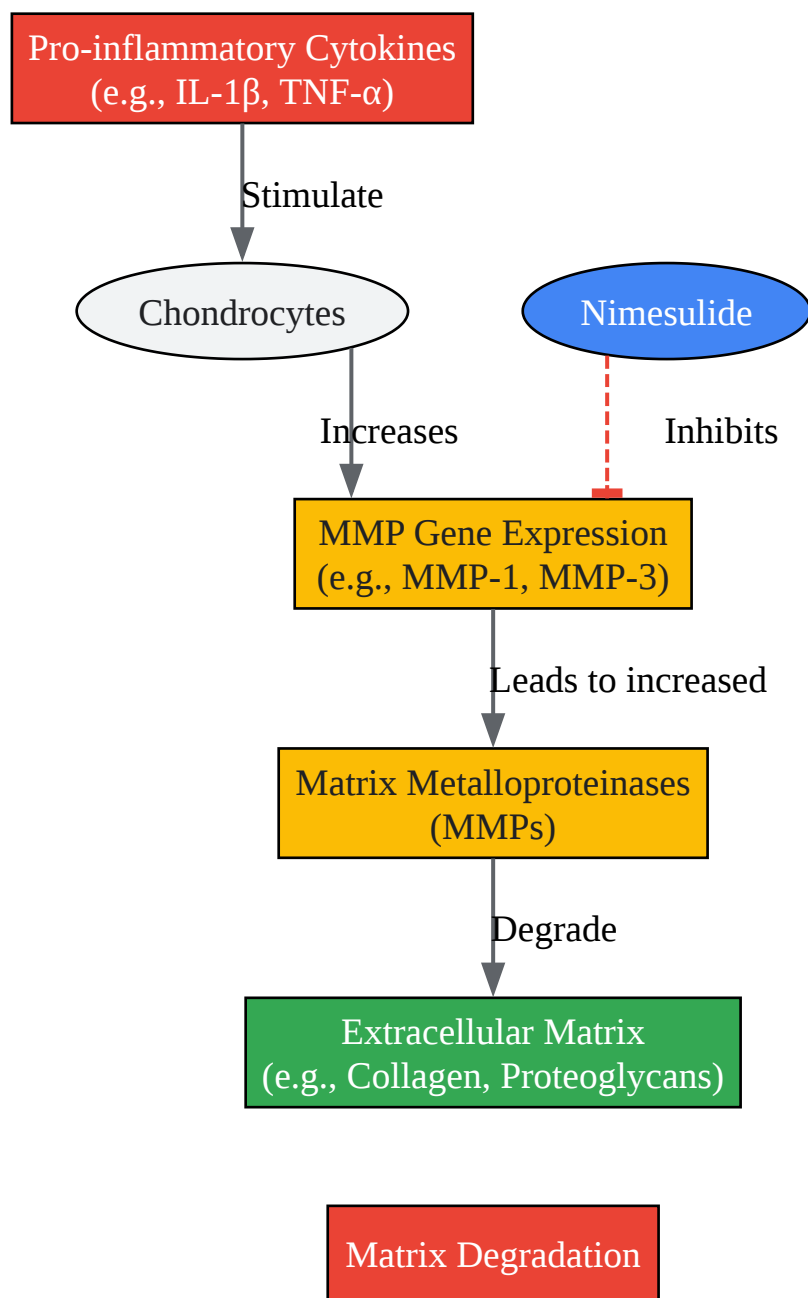 Pro-inflammatory Cytokines
(e.g., IL-1β, TNF-α)
Stimulate
Chondrocytes
Nimesulide
Increases
Inhibits
MMP Gene Expression
(e.g., MMP-1, MMP-3)
Leads to increased
Matrix Metalloproteinases
(MMPs)
Degrade
Extracellular Matrix
(e.g., Collagen, Proteoglycans)
Matrix Degradation